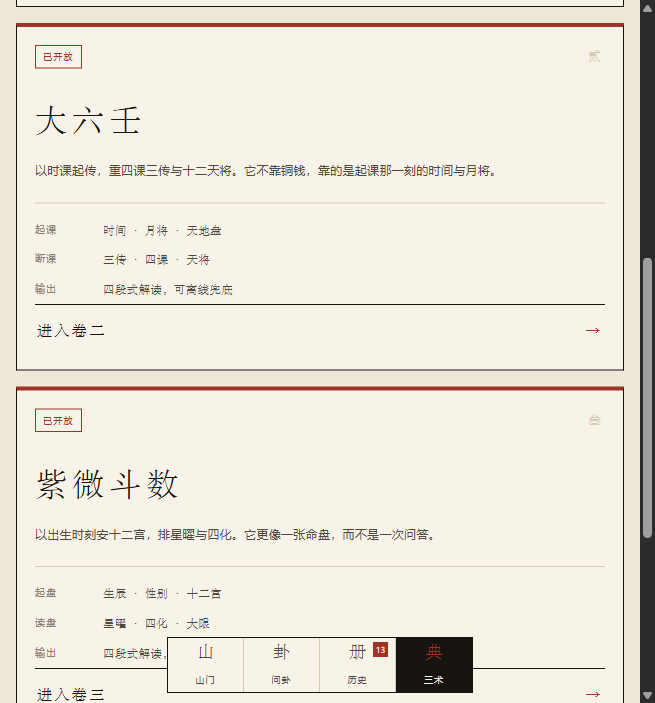 已开放
贰
大六壬
以时课起传，重四课三传与十二天将。它不靠铜钱，靠的是起课那一刻的时间与月将。
起课 时间 · 月将 · 天地盘
断课 三传 · 四课 · 天将
输出 四段式解读，可离线兜底
进入卷二 →
已开放
叁
紫微斗数
以出生时刻安十二宫，排星曜与四化。它更像一张命盘，而不是一次问答。
起盘 生辰 · 性别 · 十二宫
读盘 星曜 · 四化 · 大限
输出 四段式解读，
进入卷三 →
山 卦 册 13 典
山门 问卦 历史 三术